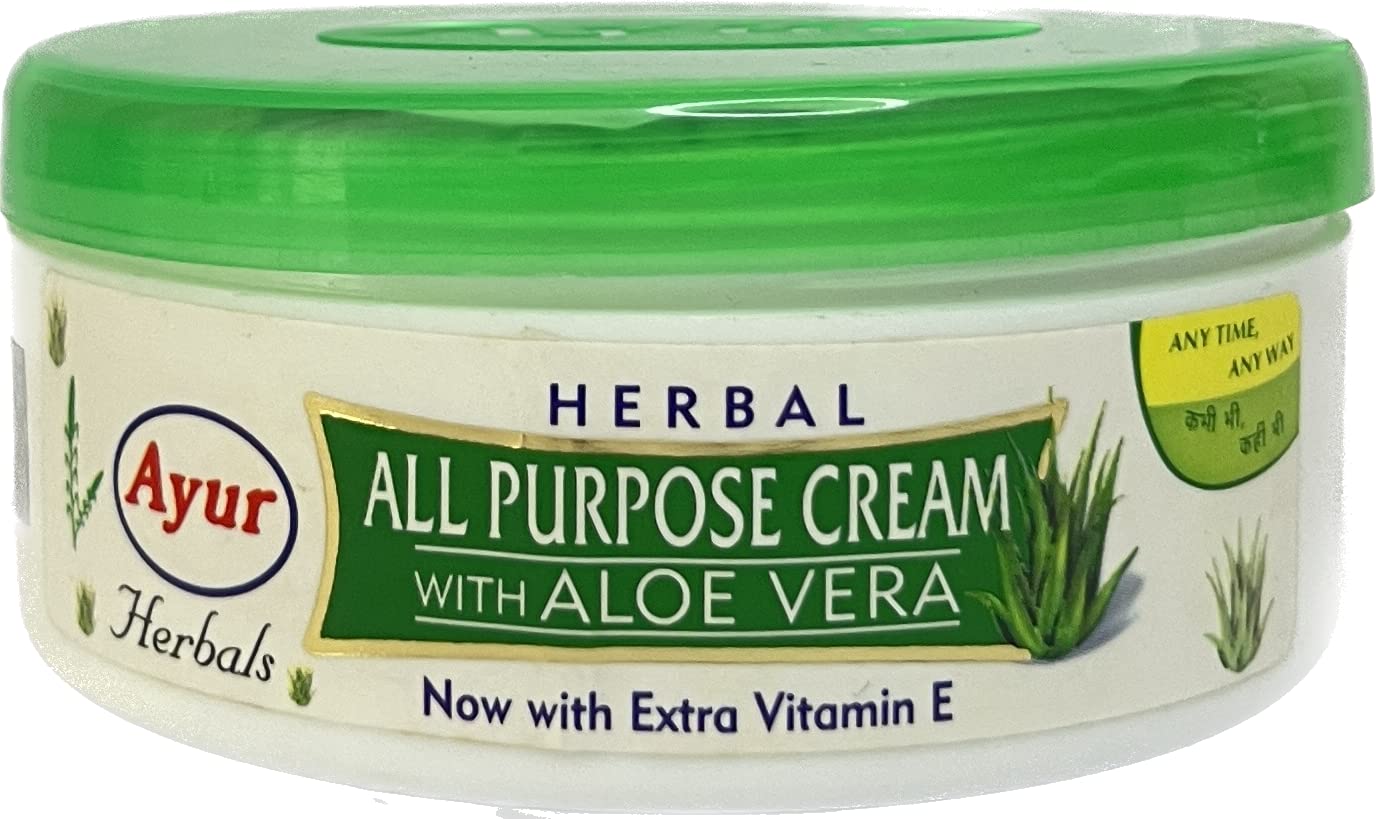 HERBAL
Ayur
Herbals
ALL PURPOSE CREAM
WITH ALOE VERA
Now with Extra Vitamin E
ANY TIME,
ANY WAY
कभी भी,
कहीं भी